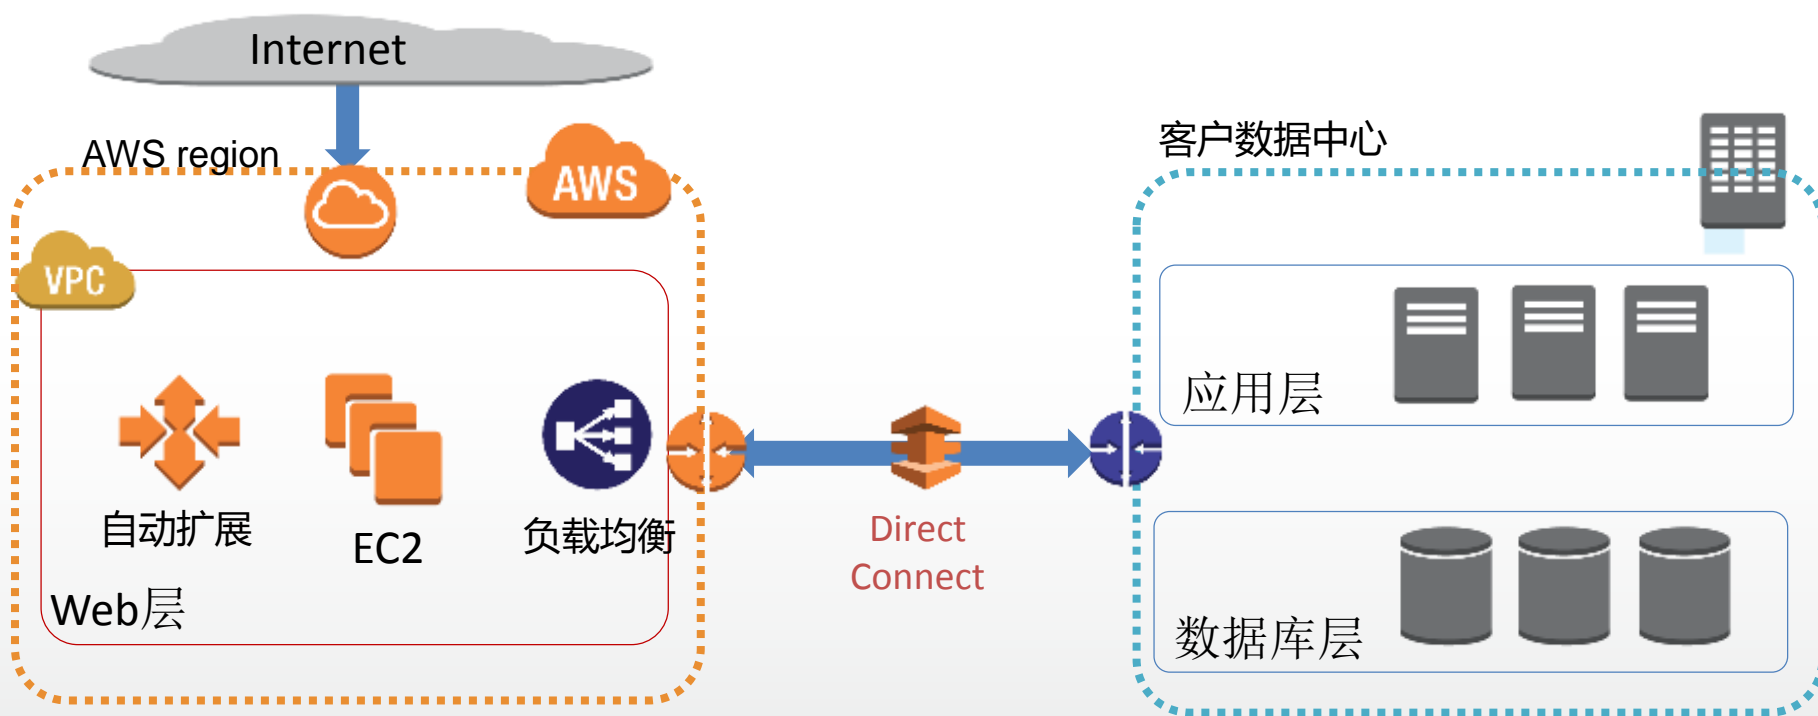 Internet
AWS region
AWS
客户数据中心
VPC
应用层
自动扩展
EC2
负载均衡
Direct
Connect
Web层
数据库层